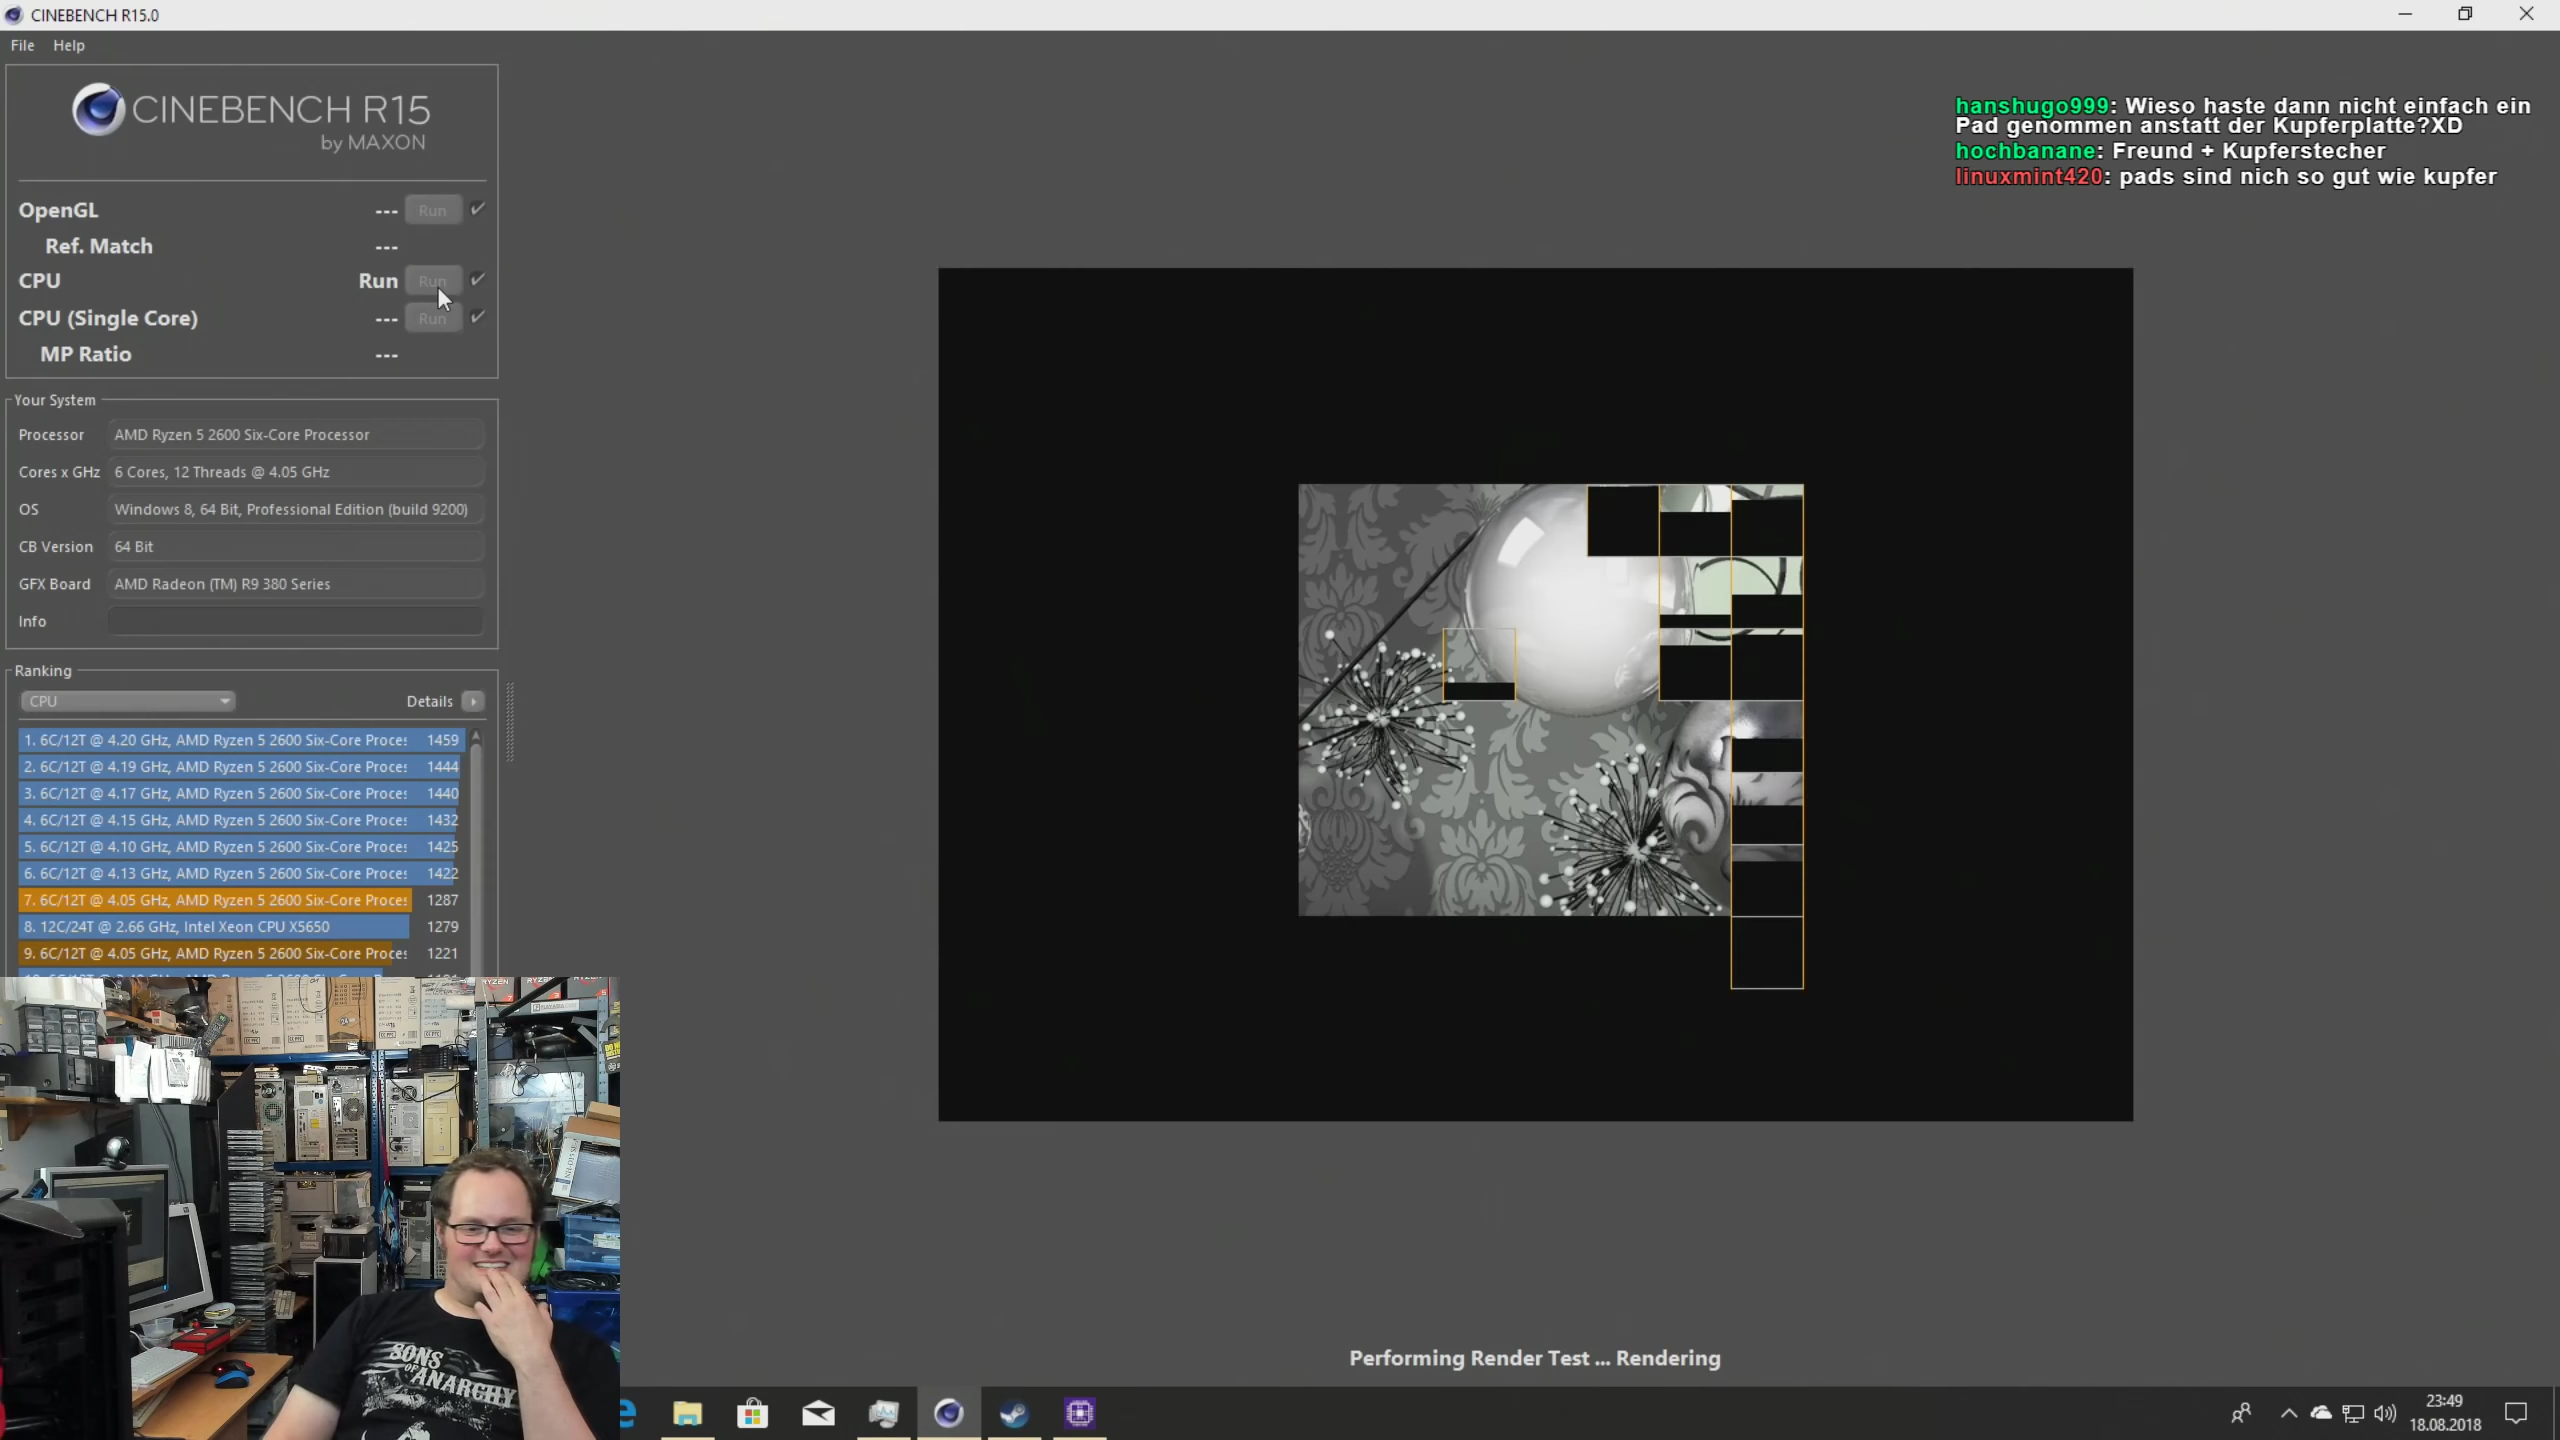 CINEBENCH R15.0
File Help
CINEBENCH R15
by MAXON
OpenGL --- Run
Ref. Match ---
CPU Run Run
CPU (Single Core) --- Run
MP Ratio ---
Your System
Processor AMD Ryzen 5 2600 Six-Core Processor
Cores x GHz 6 Cores, 12 Threads @ 4.05 GHz
OS Windows 8, 64 Bit, Professional Edition (build 9200)
CB Version 64 Bit
GFX Board AMD Radeon (TM) R9 380 Series
Info
Ranking
CPU Details
1. 6C/12T @ 4.20 GHz, AMD Ryzen 5 2600 Six-Core Proces 1459
2. 6C/12T @ 4.19 GHz, AMD Ryzen 5 2600 Six-Core Proces 1444
3. 6C/12T @ 4.17 GHz, AMD Ryzen 5 2600 Six-Core Proces 1440
4. 6C/12T @ 4.15 GHz, AMD Ryzen 5 2600 Six-Core Proces 1432
5. 6C/12T @ 4.10 GHz, AMD Ryzen 5 2600 Six-Core Proces 1425
6. 6C/12T @ 4.13 GHz, AMD Ryzen 5 2600 Six-Core Proces 1422
7. 6C/12T @ 4.05 GHz, AMD Ryzen 5 2600 Six-Core Proces 1287
8. 12C/24T @ 2.66 GHz, Intel Xeon CPU X5650 1279
9. 6C/12T @ 4.05 GHz, AMD Ryzen 5 2600 Six-Core Proces 1221
hanshugo999: Wieso haste dann nicht einfach ein
Pad genommen anstatt der Kupferplatte?XD
hochbanane: Freund + Kupferstecher
linuxmint420: pads sind nich so gut wie kupfer
RYZEN
SONS
OF
ANARCHY
Performing Render Test ... Rendering
23:49
18.08.2018